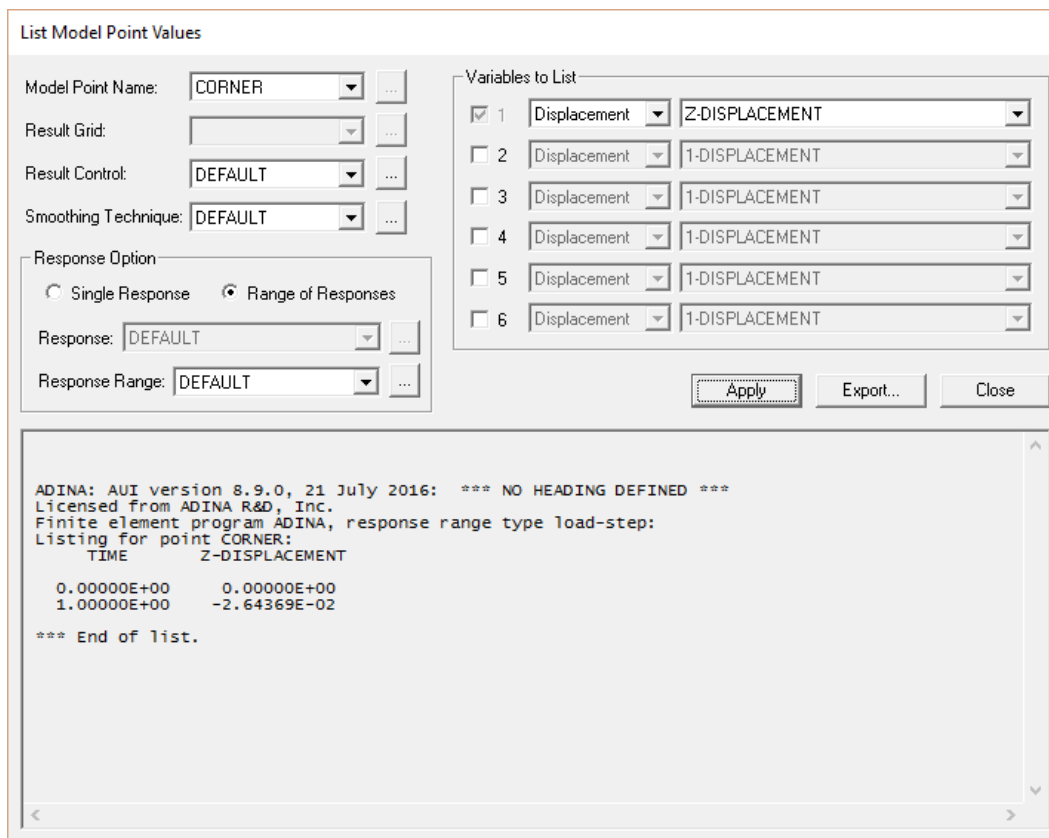 List Model Point Values
Model Point Name: CORNER ...
Result Grid: ...
Result Control: DEFAULT ...
Smoothing Technique: DEFAULT ...
Response Option
Single Response Range of Responses
Response: DEFAULT ...
Response Range: DEFAULT ...
Variables to List
1 Displacement Z-DISPLACEMENT
2 Displacement 1-DISPLACEMENT
3 Displacement 1-DISPLACEMENT
4 Displacement 1-DISPLACEMENT
5 Displacement 1-DISPLACEMENT
6 Displacement 1-DISPLACEMENT
Apply Export... Close
ADINA: AUI version 8.9.0, 21 July 2016: *** NO HEADING DEFINED ***
Licensed from ADINA R&D, Inc.
Finite element program ADINA, response range type load-step:
Listing for point CORNER:
TIME Z-DISPLACEMENT
0.00000E+00 0.00000E+00
1.00000E+00 -2.64369E-02
*** End of list.